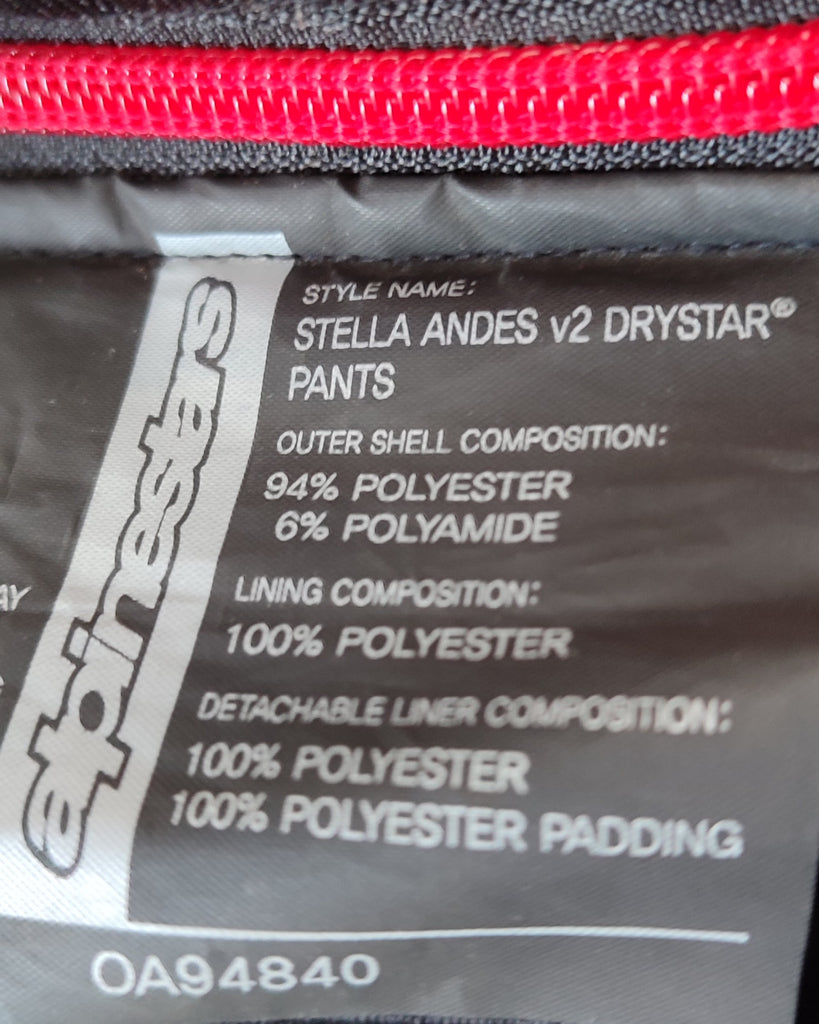 alpinestars
STYLE NAME:
STELLA ANDES v2 DRYSTAR®
PANTS
OUTER SHELL COMPOSITION:
94% POLYESTER
6% POLYAMIDE
LINING COMPOSITION:
100% POLYESTER
DETACHABLE LINER COMPOSITION:
100% POLYESTER
100% POLYESTER PADDING
OA94840